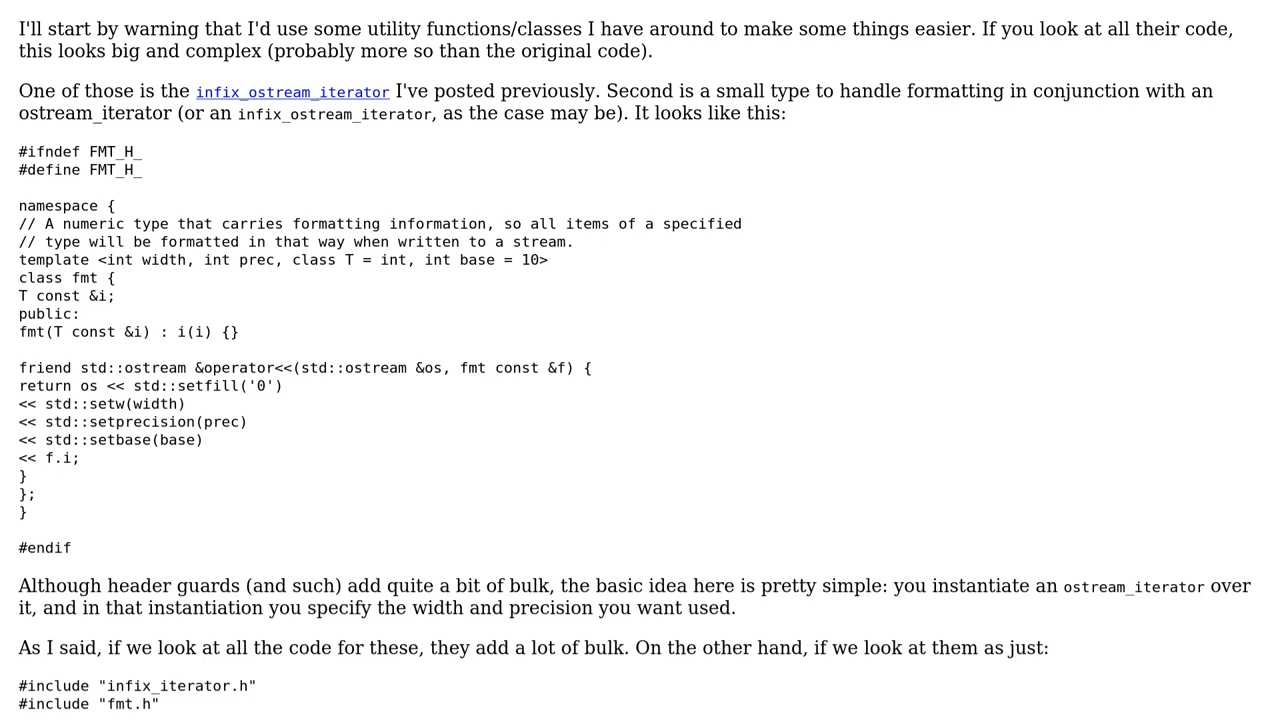 I'll start by warning that I'd use some utility functions/classes I have around to make some things easier. If you look at all their code,
this looks big and complex (probably more so than the original code).
One of those is the infix_ostream_iterator I've posted previously. Second is a small type to handle formatting in conjunction with an
ostream_iterator (or an infix_ostream_iterator, as the case may be). It looks like this:
#ifndef FMT_H_
#define FMT_H_
namespace {
// A numeric type that carries formatting information, so all items of a specified
// type will be formatted in that way when written to a stream.
template <int width, int prec, class T = int, int base = 10>
class fmt {
T const &i;
public:
fmt(T const &i) : i(i) {}
friend std::ostream &operator<<(std::ostream &os, fmt const &f) {
return os << std::setfill('0')
<< std::setw(width)
<< std::setprecision(prec)
<< std::setbase(base)
<< f.i;
}
};
}
#endif
Although header guards (and such) add quite a bit of bulk, the basic idea here is pretty simple: you instantiate an ostream_iterator over
it, and in that instantiation you specify the width and precision you want used.
As I said, if we look at all the code for these, they add a lot of bulk. On the other hand, if we look at them as just:
#include "infix_iterator.h"
#include "fmt.h"